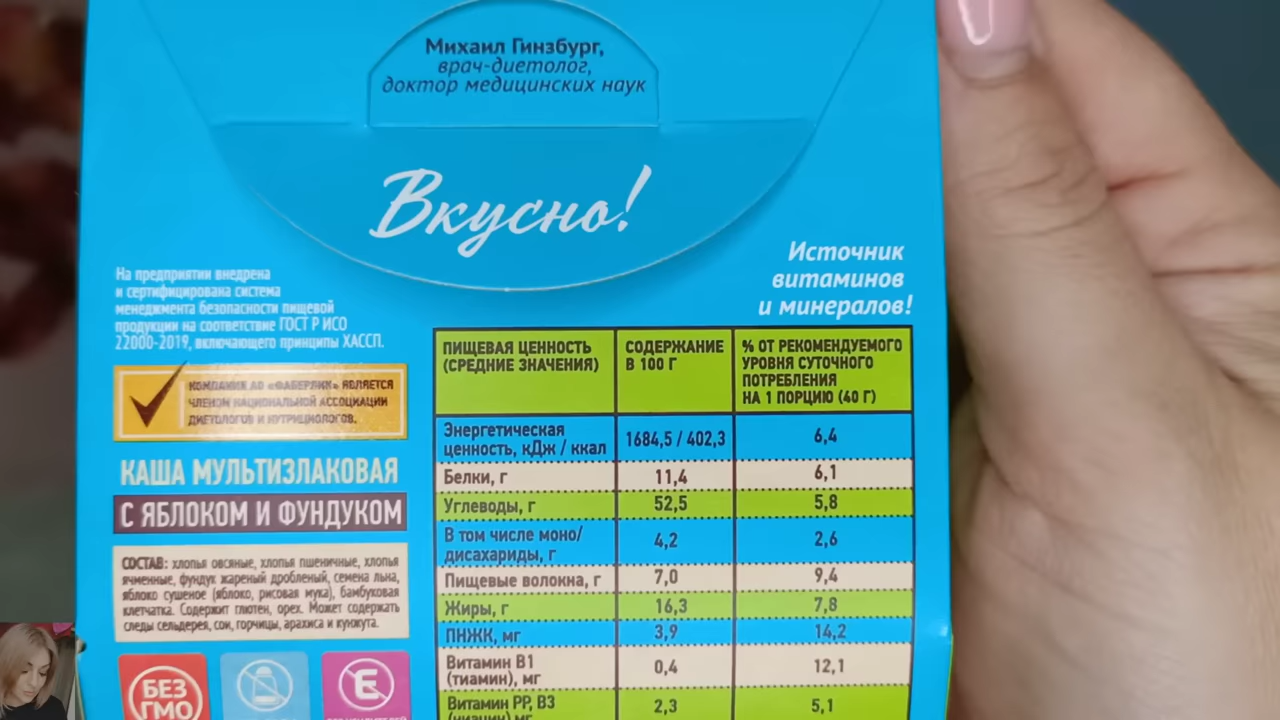 Михаил Гинзбург,
врач-диетолог,
доктор медицинских наук
Вкусно!
Источник
витаминов
и минералов!
На предприятии внедрена
и сертифицирована система
менеджмента безопасности пищевой
продукции на соответствие ГОСТ Р ИСО
22000-2019, включающего принципы ХАССП.
КОМПАНИЯ АО «ФАБЕРЛИК» ЯВЛЯЕТСЯ
ЧЛЕНОМ НАЦИОНАЛЬНОЙ АССОЦИАЦИИ
ДИЕТОЛОГОВ И НУТРИЦИОЛОГОВ.
КАША МУЛЬТИЗЛАКОВАЯ
С ЯБЛОКОМ И ФУНДУКОМ
СОСТАВ: хлопья овсяные, хлопья пшеничные, хлопья
ячменные, фундук жареный дробленый, семена льна,
яблоко сушеное (яблоко, рисовая мука), бамбуковая
клетчатка. Содержит глютен, орех. Может содержать
следы сельдерея, сои, горчицы, арахиса и кунжута.
БЕЗ
ГМО
E
ПИЩЕВАЯ ЦЕННОСТЬ
(СРЕДНИЕ ЗНАЧЕНИЯ)
СОДЕРЖАНИЕ
В 100 Г
% ОТ РЕКОМЕНДУЕМОГО
УРОВНЯ СУТОЧНОГО
ПОТРЕБЛЕНИЯ
НА 1 ПОРЦИЮ (40 Г)
Энергетическая
ценность, кДж / ккал 1684,5 / 402,3 6,4
Белки, г 11,4 6,1
Углеводы, г 52,5 5,8
В том числе моно/
дисахариды, г 4,2 2,6
Пищевые волокна, г 7,0 9,4
Жиры, г 16,3 7,8
ПНЖК, мг 3,9 14,2
Витамин В1
(тиамин), мг 0,4 12,1
Витамин РР, В3
(ниацин) мг 2,3 5,1